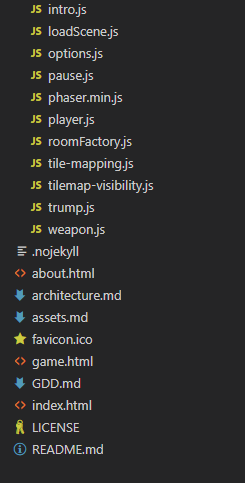 JS intro.js
JS loadScene.js
JS options.js
JS pause.js
JS phaser.min.js
JS player.js
JS roomFactory.js
JS tile-mapping.js
JS tilemap-visibility.js
JS trump.js
JS weapon.js
.nojekyll
<> about.html
architecture.md
assets.md
favicon.ico
<> game.html
GDD.md
<> index.html
LICENSE
README.md